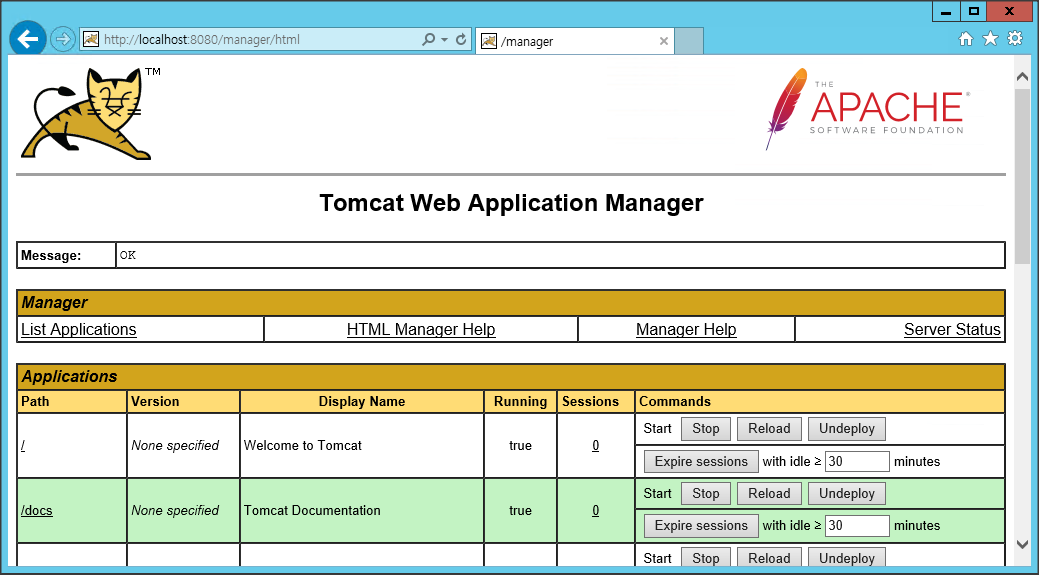 http://localhost:8080/manager/html
/manager
TM
THE
APACHE®
SOFTWARE FOUNDATION
Tomcat Web Application Manager
Message: OK
Manager
List Applications HTML Manager Help Manager Help Server Status
Applications
Path Version Display Name Running Sessions Commands
/ None specified Welcome to Tomcat true 0 Start Stop Reload Undeploy
Expire sessions with idle ≥ 30 minutes
/docs None specified Tomcat Documentation true 0 Start Stop Reload Undeploy
Expire sessions with idle ≥ 30 minutes
Start Stop Reload Undeploy